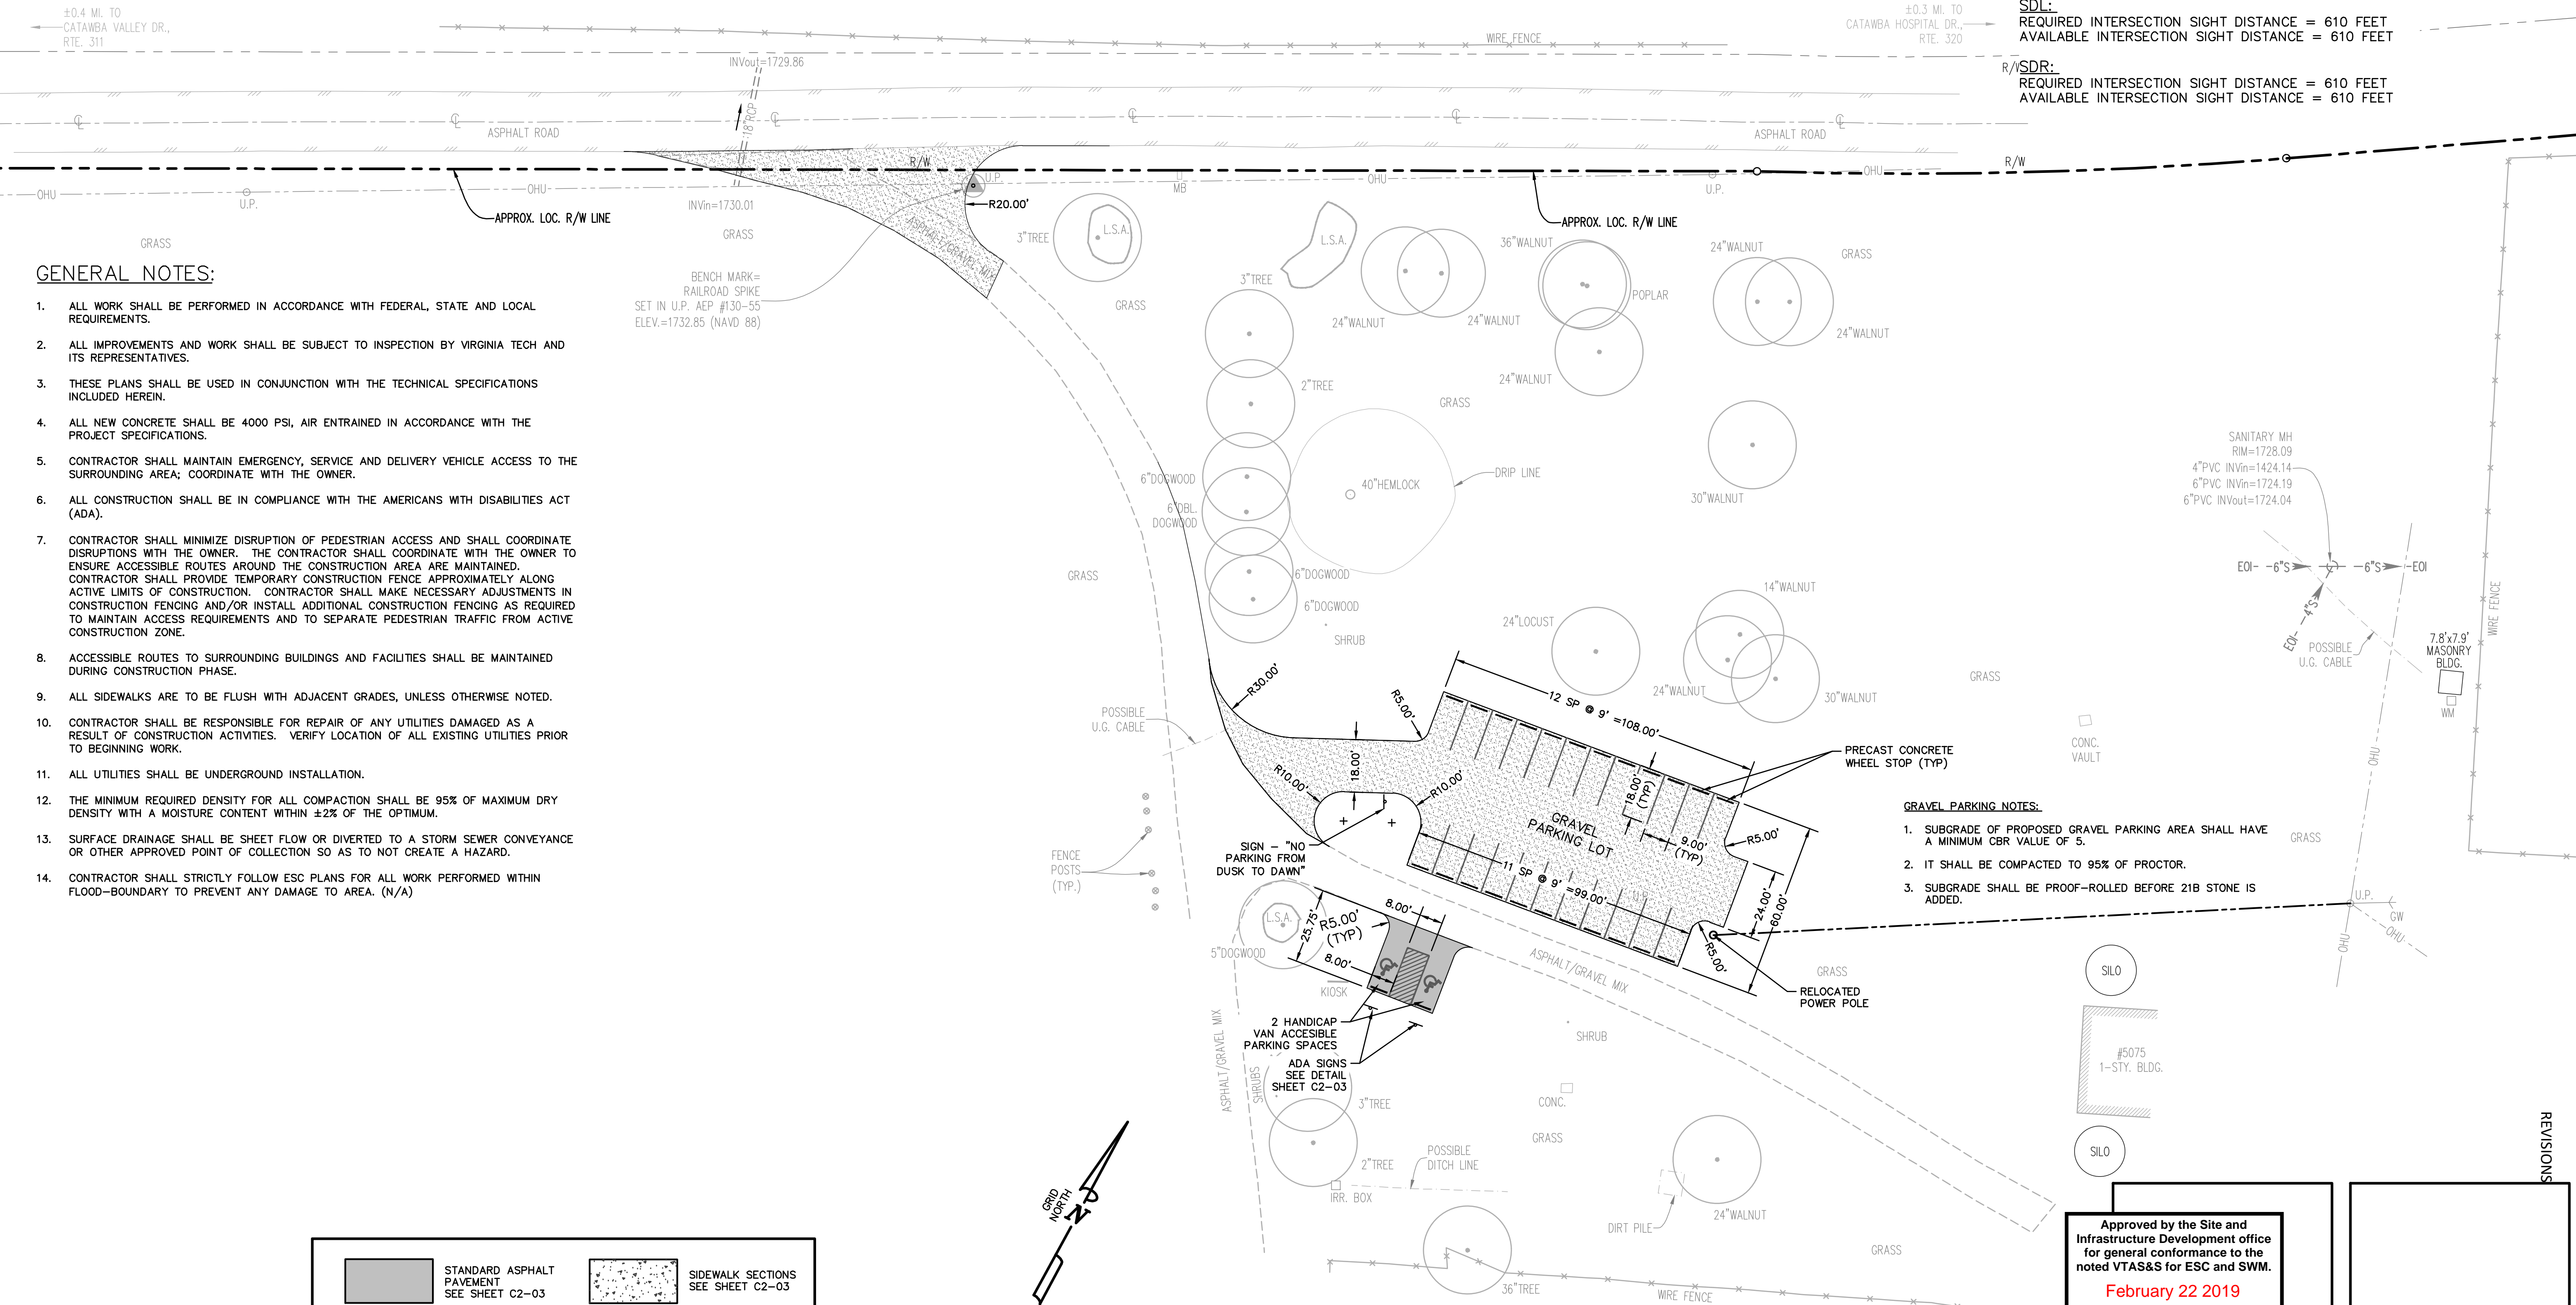 ±0.4 MI. TO
CATAWBA VALLEY DR.,
RTE. 311
WIRE FENCE
±0.3 MI. TO
CATAWBA HOSPITAL DR.,
RTE. 320
SDL:
REQUIRED INTERSECTION SIGHT DISTANCE = 610 FEET
AVAILABLE INTERSECTION SIGHT DISTANCE = 610 FEET
R/W
SDR:
REQUIRED INTERSECTION SIGHT DISTANCE = 610 FEET
AVAILABLE INTERSECTION SIGHT DISTANCE = 610 FEET
INVout=1729.86
18"RCP
ASPHALT ROAD
ASPHALT ROAD
R/W
R/W
OHU
OHU
OHU
OHU
U.P.
U.P.
MB
U.P.
APPROX. LOC. R/W LINE
INVin=1730.01
R20.00'
APPROX. LOC. R/W LINE
GRASS
GRASS
ASPHALT/GRAVEL MIX
3"TREE
L.S.A.
L.S.A.
36"WALNUT
24"WALNUT
GRASS
BENCH MARK=
RAILROAD SPIKE
SET IN U.P. AEP #130-55
ELEV.=1732.85 (NAVD 88)
GRASS
3"TREE
24"WALNUT
24"WALNUT
POPLAR
24"WALNUT
24"WALNUT
2"TREE
GRASS
6"DOGWOOD
6"DBL.
DOGWOOD
40"HEMLOCK
DRIP LINE
30"WALNUT
GRASS
6"DOGWOOD
6"DOGWOOD
SHRUB
24"LOCUST
14"WALNUT
24"WALNUT
30"WALNUT
GRASS
GENERAL NOTES:
1. ALL WORK SHALL BE PERFORMED IN ACCORDANCE WITH FEDERAL, STATE AND LOCAL
REQUIREMENTS.
2. ALL IMPROVEMENTS AND WORK SHALL BE SUBJECT TO INSPECTION BY VIRGINIA TECH AND
ITS REPRESENTATIVES.
3. THESE PLANS SHALL BE USED IN CONJUNCTION WITH THE TECHNICAL SPECIFICATIONS
INCLUDED HEREIN.
4. ALL NEW CONCRETE SHALL BE 4000 PSI, AIR ENTRAINED IN ACCORDANCE WITH THE
PROJECT SPECIFICATIONS.
5. CONTRACTOR SHALL MAINTAIN EMERGENCY, SERVICE AND DELIVERY VEHICLE ACCESS TO THE
SURROUNDING AREA; COORDINATE WITH THE OWNER.
6. ALL CONSTRUCTION SHALL BE IN COMPLIANCE WITH THE AMERICANS WITH DISABILITIES ACT
(ADA).
7. CONTRACTOR SHALL MINIMIZE DISRUPTION OF PEDESTRIAN ACCESS AND SHALL COORDINATE
DISRUPTIONS WITH THE OWNER. THE CONTRACTOR SHALL COORDINATE WITH THE OWNER TO
ENSURE ACCESSIBLE ROUTES AROUND THE CONSTRUCTION AREA ARE MAINTAINED.
CONTRACTOR SHALL PROVIDE TEMPORARY CONSTRUCTION FENCE APPROXIMATELY ALONG
ACTIVE LIMITS OF CONSTRUCTION. CONTRACTOR SHALL MAKE NECESSARY ADJUSTMENTS IN
CONSTRUCTION FENCING AND/OR INSTALL ADDITIONAL CONSTRUCTION FENCING AS REQUIRED
TO MAINTAIN ACCESS REQUIREMENTS AND TO SEPARATE PEDESTRIAN TRAFFIC FROM ACTIVE
CONSTRUCTION ZONE.
8. ACCESSIBLE ROUTES TO SURROUNDING BUILDINGS AND FACILITIES SHALL BE MAINTAINED
DURING CONSTRUCTION PHASE.
9. ALL SIDEWALKS ARE TO BE FLUSH WITH ADJACENT GRADES, UNLESS OTHERWISE NOTED.
10. CONTRACTOR SHALL BE RESPONSIBLE FOR REPAIR OF ANY UTILITIES DAMAGED AS A
RESULT OF CONSTRUCTION ACTIVITIES. VERIFY LOCATION OF ALL EXISTING UTILITIES PRIOR
TO BEGINNING WORK.
11. ALL UTILITIES SHALL BE UNDERGROUND INSTALLATION.
12. THE MINIMUM REQUIRED DENSITY FOR ALL COMPACTION SHALL BE 95% OF MAXIMUM DRY
DENSITY WITH A MOISTURE CONTENT WITHIN ±2% OF THE OPTIMUM.
13. SURFACE DRAINAGE SHALL BE SHEET FLOW OR DIVERTED TO A STORM SEWER CONVEYANCE
OR OTHER APPROVED POINT OF COLLECTION SO AS TO NOT CREATE A HAZARD.
14. CONTRACTOR SHALL STRICTLY FOLLOW ESC PLANS FOR ALL WORK PERFORMED WITHIN
FLOOD-BOUNDARY TO PREVENT ANY DAMAGE TO AREA. (N/A)
SANITARY MH
RIM=1728.09
4"PVC INVin=1424.14
6"PVC INVin=1724.19
6"PVC INVout=1724.04
EOI
6"S
6"S
EOI
EOI
4"S
POSSIBLE
U.G. CABLE
7.8'x7.9'
MASONRY
BLDG.
WM
WIRE FENCE
CONC.
VAULT
OHU
POSSIBLE
U.G. CABLE
R30.00'
R5.00'
12 SP @ 9' =108.00'
PRECAST CONCRETE
WHEEL STOP (TYP)
18.00'
R10.00'
R10.00'
18.00'
(TYP)
9.00'
(TYP)
R5.00'
GRAVEL
PARKING LOT
11 SP @ 9' =99.00'
24.00'
60.00'
R5.00'
SIGN - "NO
PARKING FROM
DUSK TO DAWN"
FENCE
POSTS
(TYP.)
GRAVEL PARKING NOTES:
1. SUBGRADE OF PROPOSED GRAVEL PARKING AREA SHALL HAVE
A MINIMUM CBR VALUE OF 5.
2. IT SHALL BE COMPACTED TO 95% OF PROCTOR.
3. SUBGRADE SHALL BE PROOF-ROLLED BEFORE 21B STONE IS
ADDED.
GRASS
U.P.
GW
OHU
OHU
L.S.A.
5"DOGWOOD
25.75'
R5.00'
(TYP)
8.00'
8.00'
KIOSK
ASPHALT/GRAVEL MIX
GRASS
RELOCATED
POWER POLE
2 HANDICAP
VAN ACCESIBLE
PARKING SPACES
ADA SIGNS
SEE DETAIL
SHEET C2-03
ASPHALT/GRAVEL MIX
SHRUBS
SHRUB
SILO
#5075
1-STY. BLDG.
SILO
3"TREE
CONC.
GRASS
2"TREE
POSSIBLE
DITCH LINE
IRR. BOX
DIRT PILE
24"WALNUT
GRASS
36"TREE
WIRE FENCE
GRID
NORTH
N
STANDARD ASPHALT
PAVEMENT
SEE SHEET C2-03
SIDEWALK SECTIONS
SEE SHEET C2-03
REVISIONS
Approved by the Site and
Infrastructure Development office
for general conformance to the
noted VTAS&S for ESC and SWM.
February 22 2019